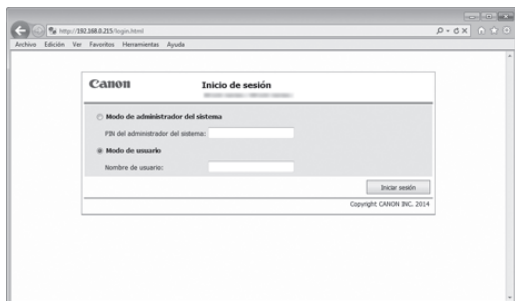 http://192.168.0.215/login.html
Archivo Edición Ver Favoritos Herramientas Ayuda
Canon
Inicio de sesión
Modo de administrador del sistema
PIN del administrador del sistema:
Modo de usuario
Nombre de usuario:
Iniciar sesión
Copyright CANON INC. 2014